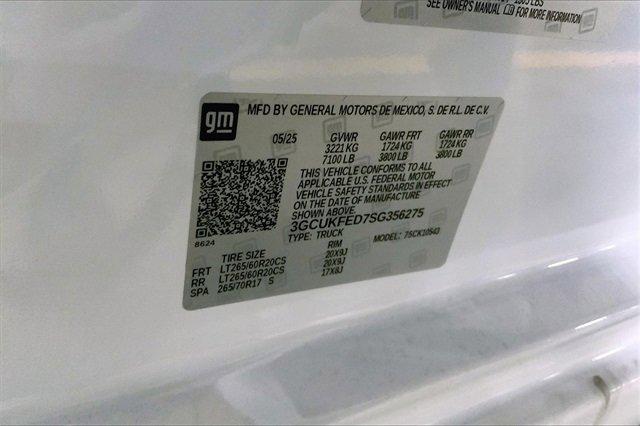 SEE OWNER'S MANUAL FOR MORE INFORMATION
gm
MFD BY GENERAL MOTORS DE MEXICO, S. DE R.L. DE C.V.
05/25 GVWR GAWR FRT GAWR RR
3221 KG 1724 KG 1724 KG
7100 LB 3800 LB 3800 LB
THIS VEHICLE CONFORMS TO ALL
APPLICABLE U.S. FEDERAL MOTOR
VEHICLE SAFETY STANDARDS IN EFFECT
ON THE DATE OF MANUFACTURE
SHOWN ABOVE.
3GCUKFED7SG356275
TYPE: TRUCK MODEL: 7SCK10543
8624
TIRE SIZE RIM
FRT LT265/60R20CS 20X9J
RR LT265/60R20CS 20X9J
SPA 265/70R17 S 17X8J